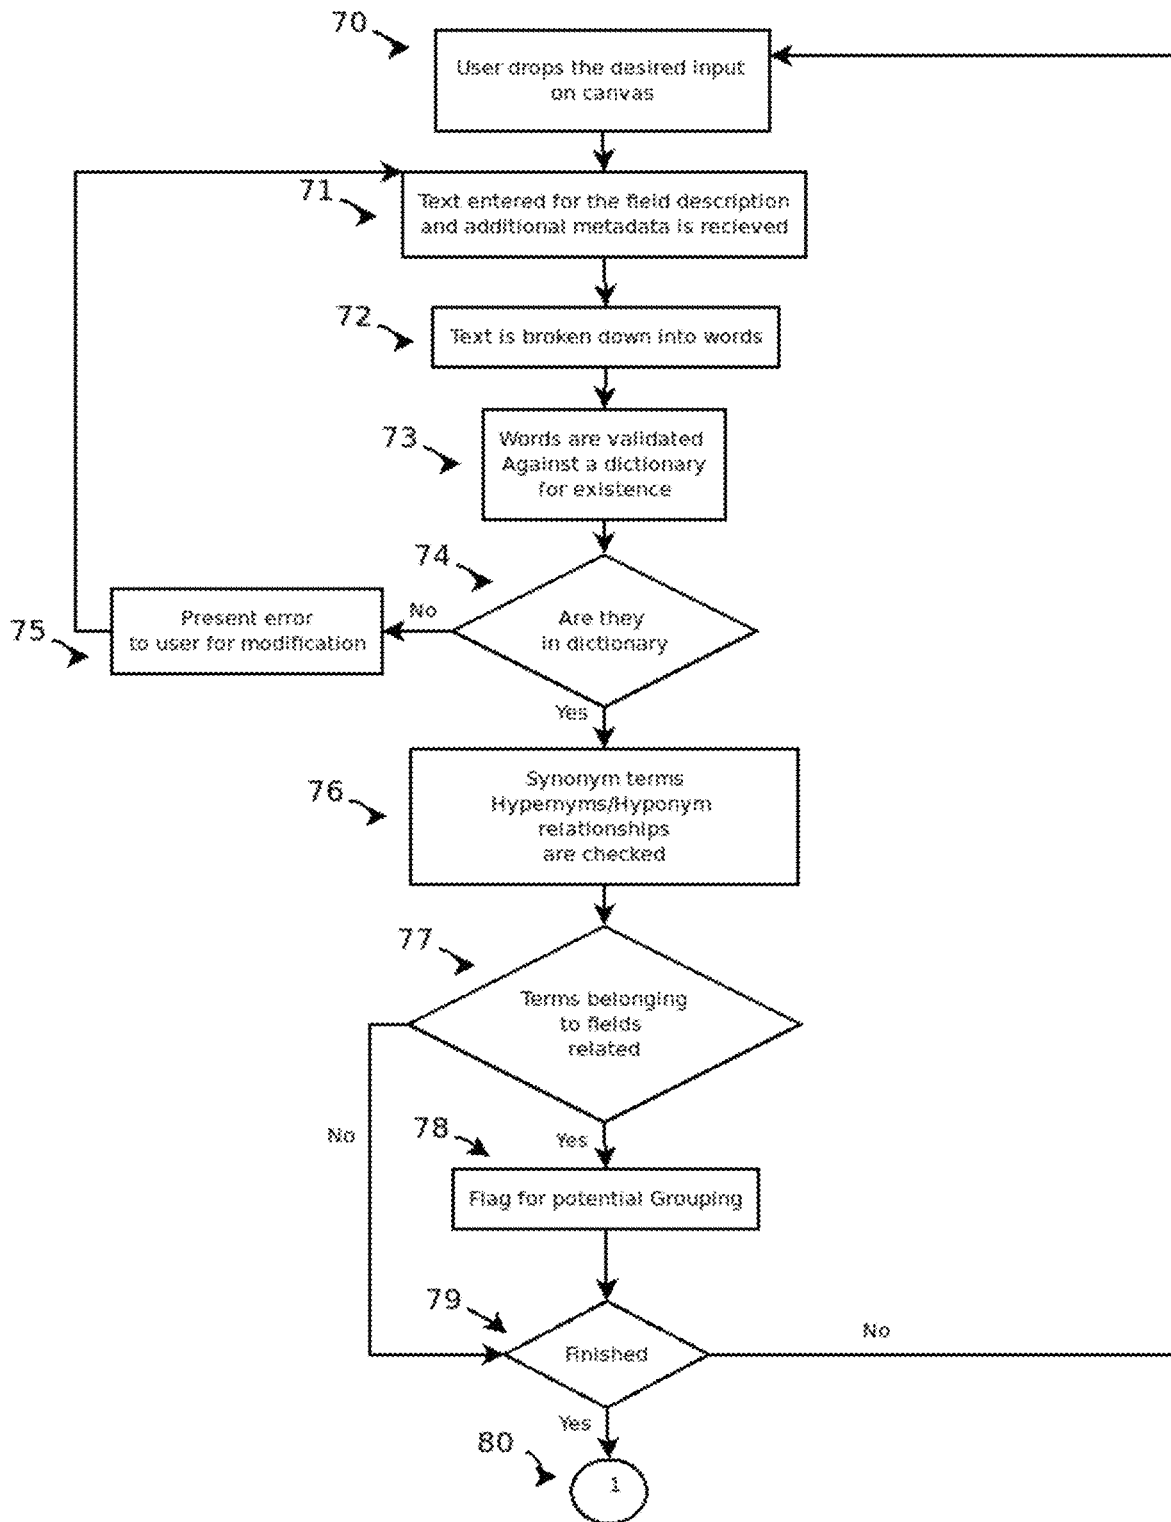 70
User drops the desired input
on canvas
71
Text entered for the field description
and additional metadata is recieved
72
Text is broken down into words
73
Words are validated
Against a dictionary
for existence
74
Are they
in dictionary
No
75
Present error
to user for modification
Yes
76
Synonym terms
Hypernyms/Hyponym
relationships
are checked
77
Terms belonging
to fields
related
No
Yes
78
Flag for potential Grouping
79
Finished
No
Yes
80
1